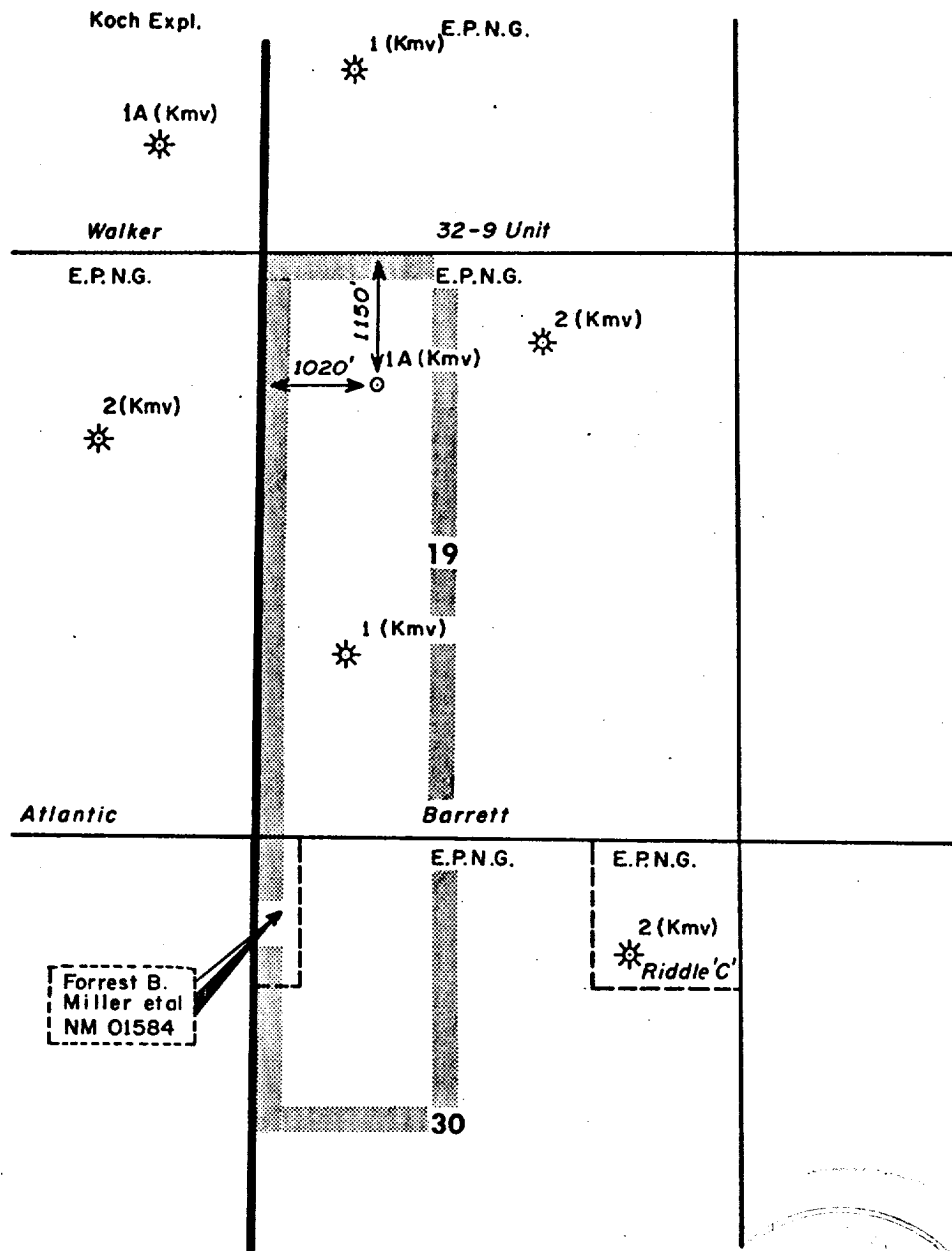 Koch Expl.
E.P.N.G.
1 (Kmv)
1A (Kmv)
Walker
32-9 Unit
E.P.N.G.
E.P.N.G.
1150'
2 (Kmv)
1020'
1A (Kmv)
2 (Kmv)
19
1 (Kmv)
Atlantic
Barrett
E.P.N.G.
E.P.N.G.
2 (Kmv)
Riddle 'C'
Forrest B.
Miller etal
NM 01584
30